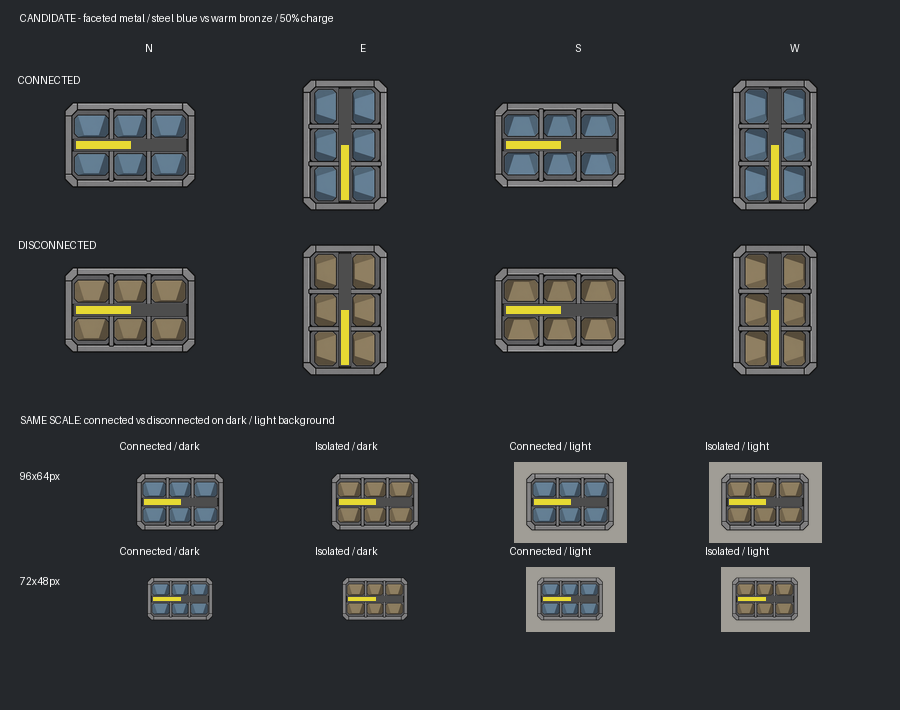 CANDIDATE - faceted metal / steel blue vs warm bronze / 50% charge
N E S W
CONNECTED
DISCONNECTED
SAME SCALE: connected vs disconnected on dark / light background
Connected / dark Isolated / dark Connected / light Isolated / light
96x64px
Connected / dark Isolated / dark Connected / light Isolated / light
72x48px